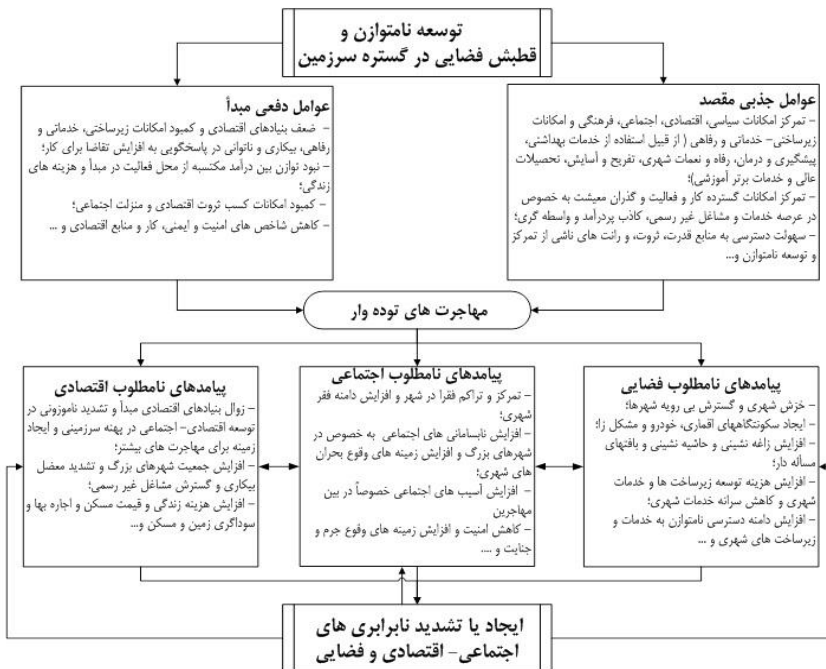 توسعه نامتوازن و
قطبش فضایی در گستره سرزمین
عوامل جذبی مقصد
– تمرکز امکانات سیاسی، اقتصادی، اجتماعی، فرهنگی و امکانات
زیرساختی– خدماتی و رفاهی ( از قبیل استفاده از خدمات بهداشتی،
پیشگیری و درمان، رفاه و نعمات شهری، تفریح و آسایش، تحصیلات
عالی و خدمات برتر آموزشی)؛
– تمرکز امکانات گسترده کار و فعالیت و گذران معیشت به خصوص
در عرصه خدمات و مشاغل غیر رسمی، کاذب پردرآمد و واسطه گری؛
– سهولت دسترسی به منابع قدرت، ثروت، و رانت های ناشی از تمرکز
و توسعه نامتوازن و...
عوامل دفعی مبدأ
– ضعف بنیادهای اقتصادی و کمبود امکانات زیرساختی، خدماتی و
رفاهی، بیکاری و ناتوانی در پاسخگویی به افزایش تقاضا برای کار؛
– نبود توازن بین درآمد مکتسبه از محل فعالیت در مبدأ و هزینه های
زندگی؛
– کمبود امکانات کسب ثروت اقتصادی و منزلت اجتماعی؛
– کاهش شاخص های امنیت و ایمنی، کار و منابع اقتصادی و ...
مهاجرت های توده وار
پیامدهای نامطلوب فضایی
– خزش شهری و گسترش بی رویه شهرها؛
– ایجاد سکونتگاههای اقماری، خودرو و مشکل زا؛
– افزایش زاغه نشینی و حاشیه نشینی و بافتهای
مسأله دار؛
– افزایش هزینه توسعه زیرساخت ها و خدمات
شهری و کاهش سرانه خدمات شهری؛
– افزایش دامنه دسترسی نامتوازن به خدمات و
زیرساخت های شهری و ...
پیامدهای نامطلوب اجتماعی
– تمرکز و تراکم فقرا در شهر و افزایش دامنه فقر
شهری؛
– افزایش نابسامانی های اجتماعی به خصوص در
شهرهای بزرگ و افزایش زمینه های وقوع بحران
های شهری؛
– افزایش آسیب های اجتماعی خصوصاً در بین
مهاجرین
– کاهش امنیت و افزایش زمینه های وقوع جرم و
جنایت و ....
پیامدهای نامطلوب اقتصادی
– زوال بنیادهای اقتصادی مبدأ و تشدید ناموزونی در
توسعه اقتصادی– اجتماعی در پهنه سرزمینی و ایجاد
زمینه برای مهاجرت های بیشتر؛
– افزایش جمعیت شهرهای بزرگ و تشدید معضل
بیکاری و گسترش مشاغل غیر رسمی؛
– افزایش هزینه زندگی و قیمت مسکن و اجاره بها و
سوداگری زمین و مسکن و...
ایجاد یا تشدید نابرابری های
اجتماعی– اقتصادی و فضایی